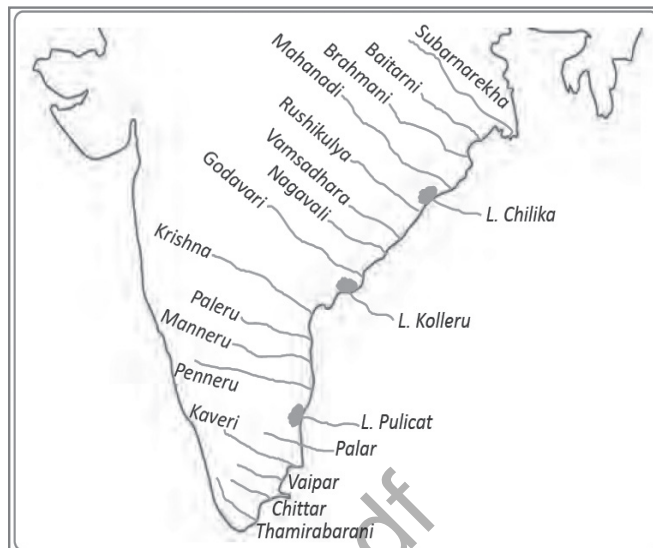 Subarnarekha
Baitarni
Brahmani
Mahanadi
Rushikulya
Vamsadhara
Nagavali
Godavari
L. Chilika
Krishna
Paleru
L. Kolleru
Manneru
Penneru
Kaveri
L. Pulicat
Palar
Vaipar
Chittar
Thamirabarani
df